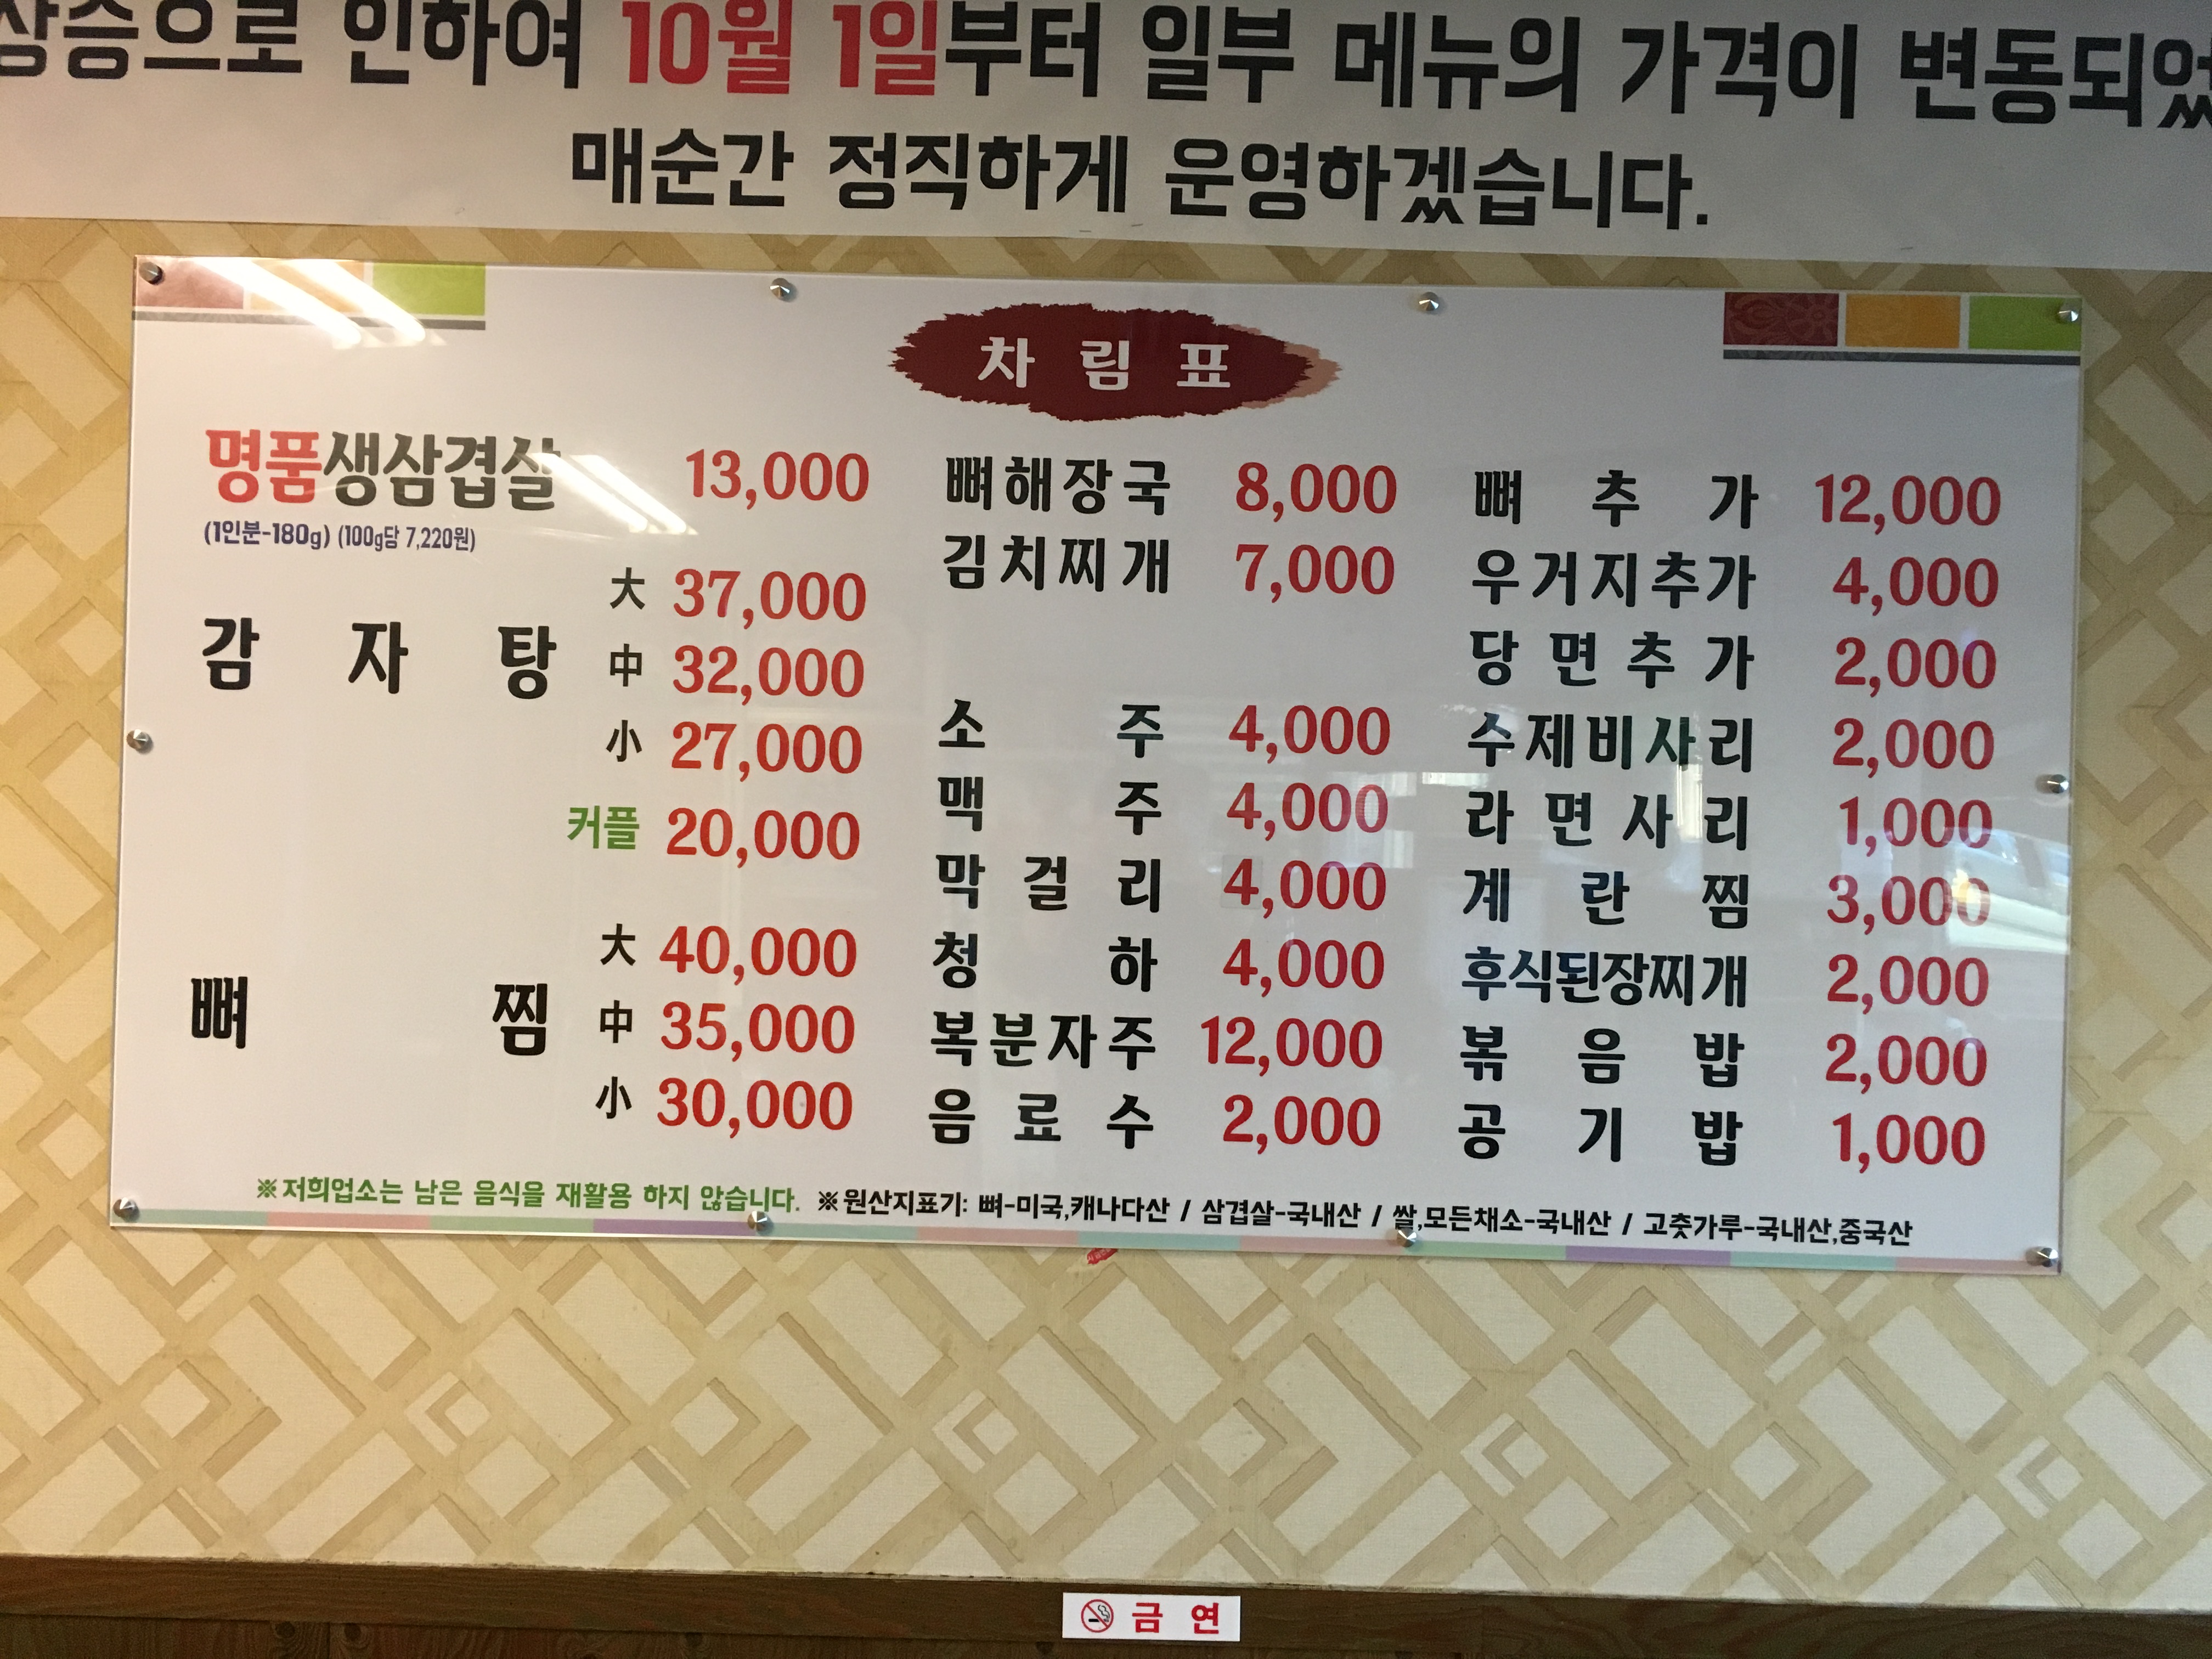 상승으로 인하여 10월 1일부터 일부 메뉴의 가격이 변동되었
매순간 정직하게 운영하겠습니다.
차림표
명품생삼겹살 13,000
(1인분-180g) (100g당 7,220원)
감자탕
大 37,000
中 32,000
小 27,000
커플 20,000
뼈찜
大 40,000
中 35,000
小 30,000
뼈해장국 8,000
김치찌개 7,000
소주 4,000
맥주 4,000
막걸리 4,000
청하 4,000
복분자주 12,000
음료수 2,000
뼈추가 12,000
우거지추가 4,000
당면추가 2,000
수제비사리 2,000
라면사리 1,000
계란찜 3,000
후식된장찌개 2,000
볶음밥 2,000
공기밥 1,000
※저희업소는 남은 음식을 재활용 하지 않습니다. ※원산지표기: 뼈-미국,캐나다산 / 삼겹살-국내산 / 쌀,모든채소-국내산 / 고춧가루-국내산,중국산
금연